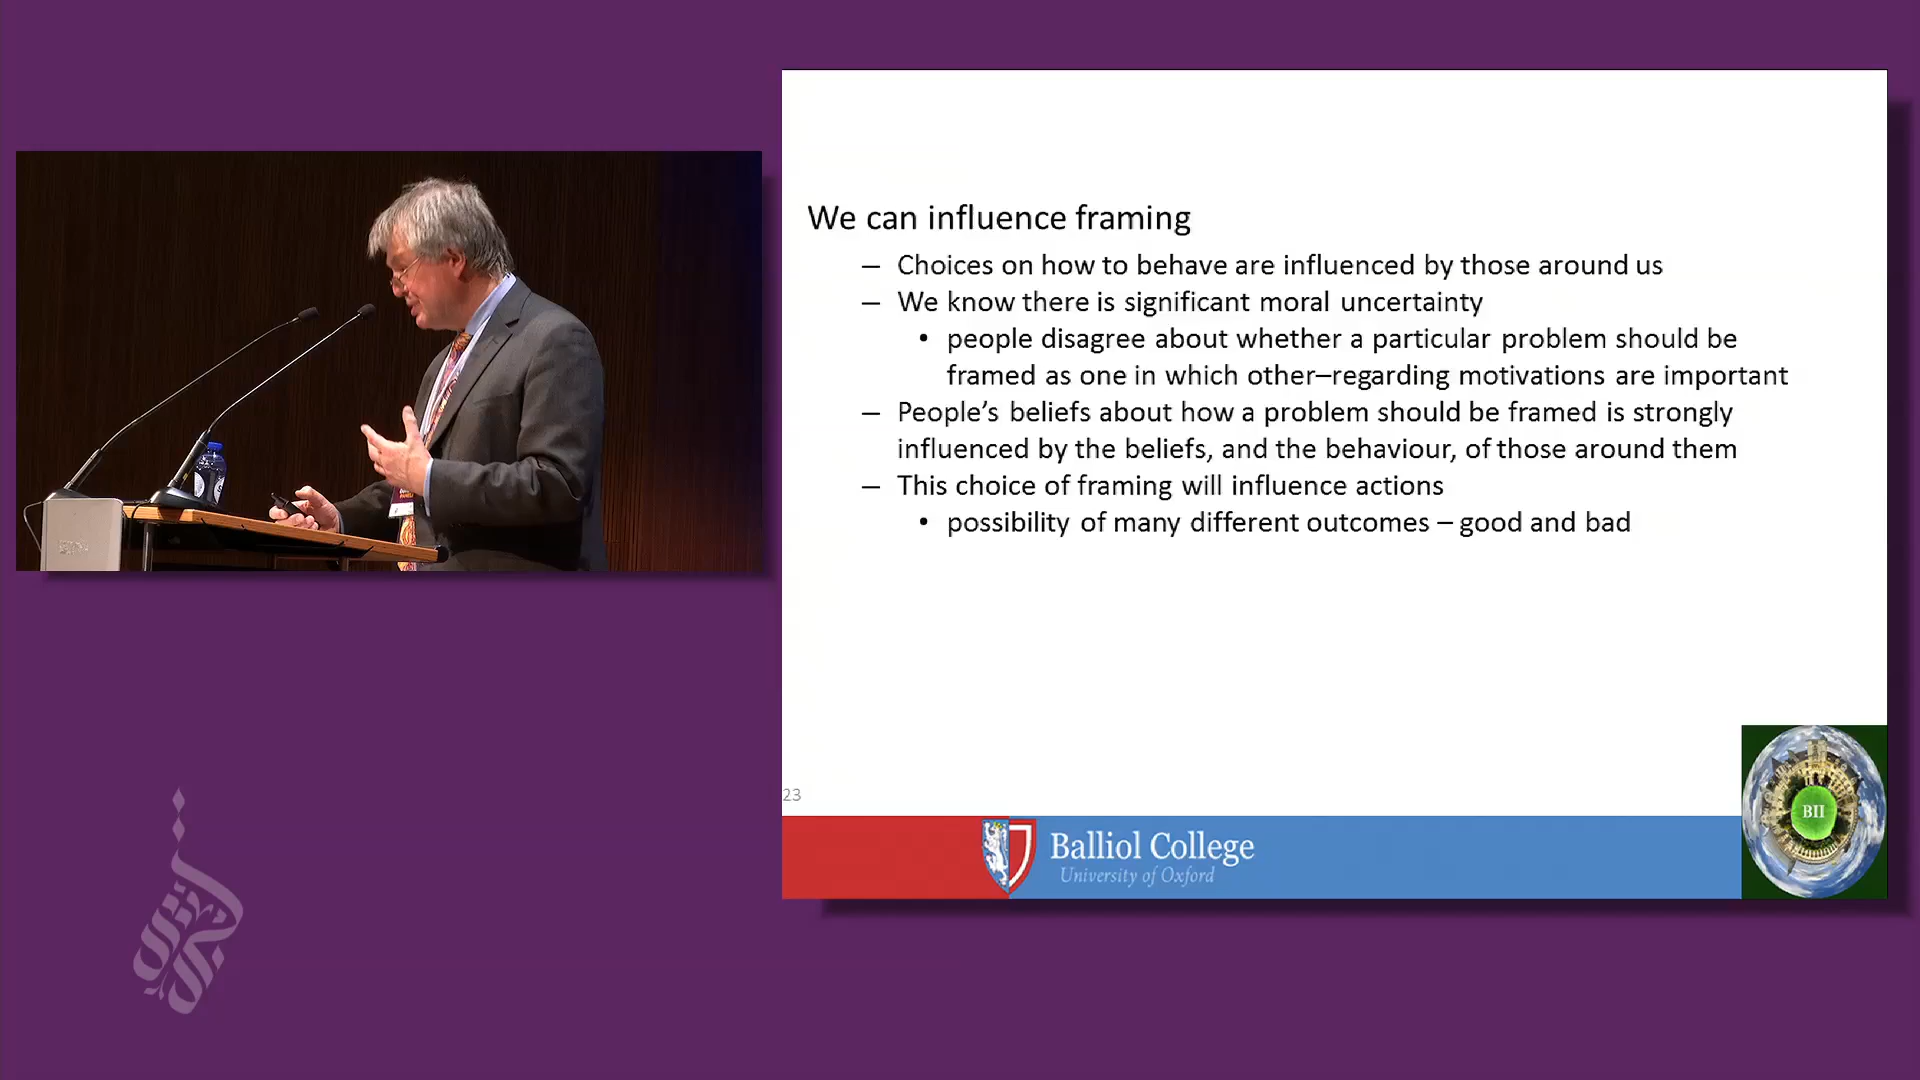 We can influence framing
– Choices on how to behave are influenced by those around us
– We know there is significant moral uncertainty
• people disagree about whether a particular problem should be
framed as one in which other–regarding motivations are important
– People’s beliefs about how a problem should be framed is strongly
influenced by the beliefs, and the behaviour, of those around them
– This choice of framing will influence actions
• possibility of many different outcomes – good and bad
23
Balliol College
University of Oxford
BII